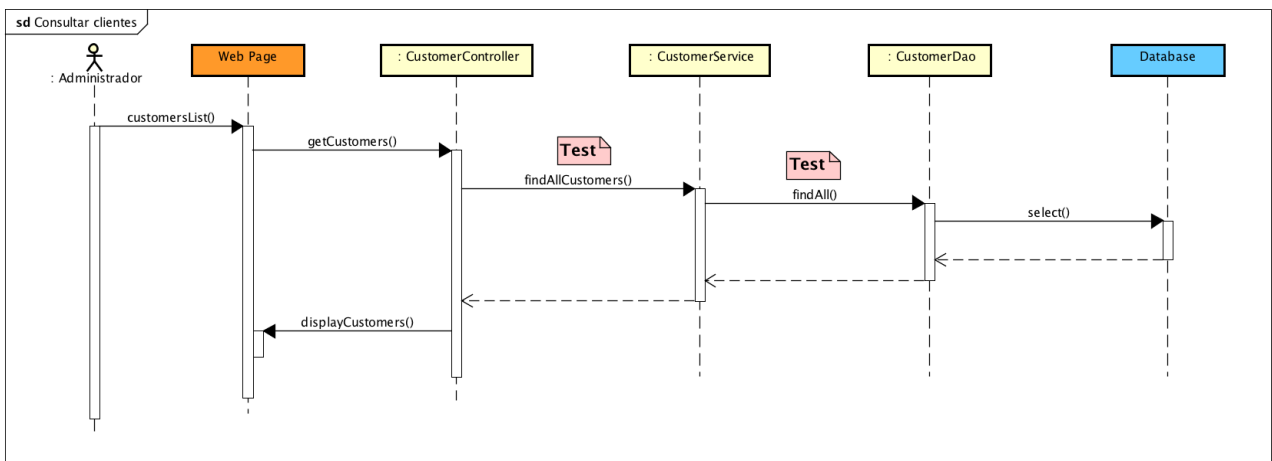 sd Consultar clientes
: Administrador
Web Page
: CustomerController
: CustomerService
: CustomerDao
Database
customersList()
getCustomers()
Test
findAllCustomers()
Test
findAll()
select()
displayCustomers()